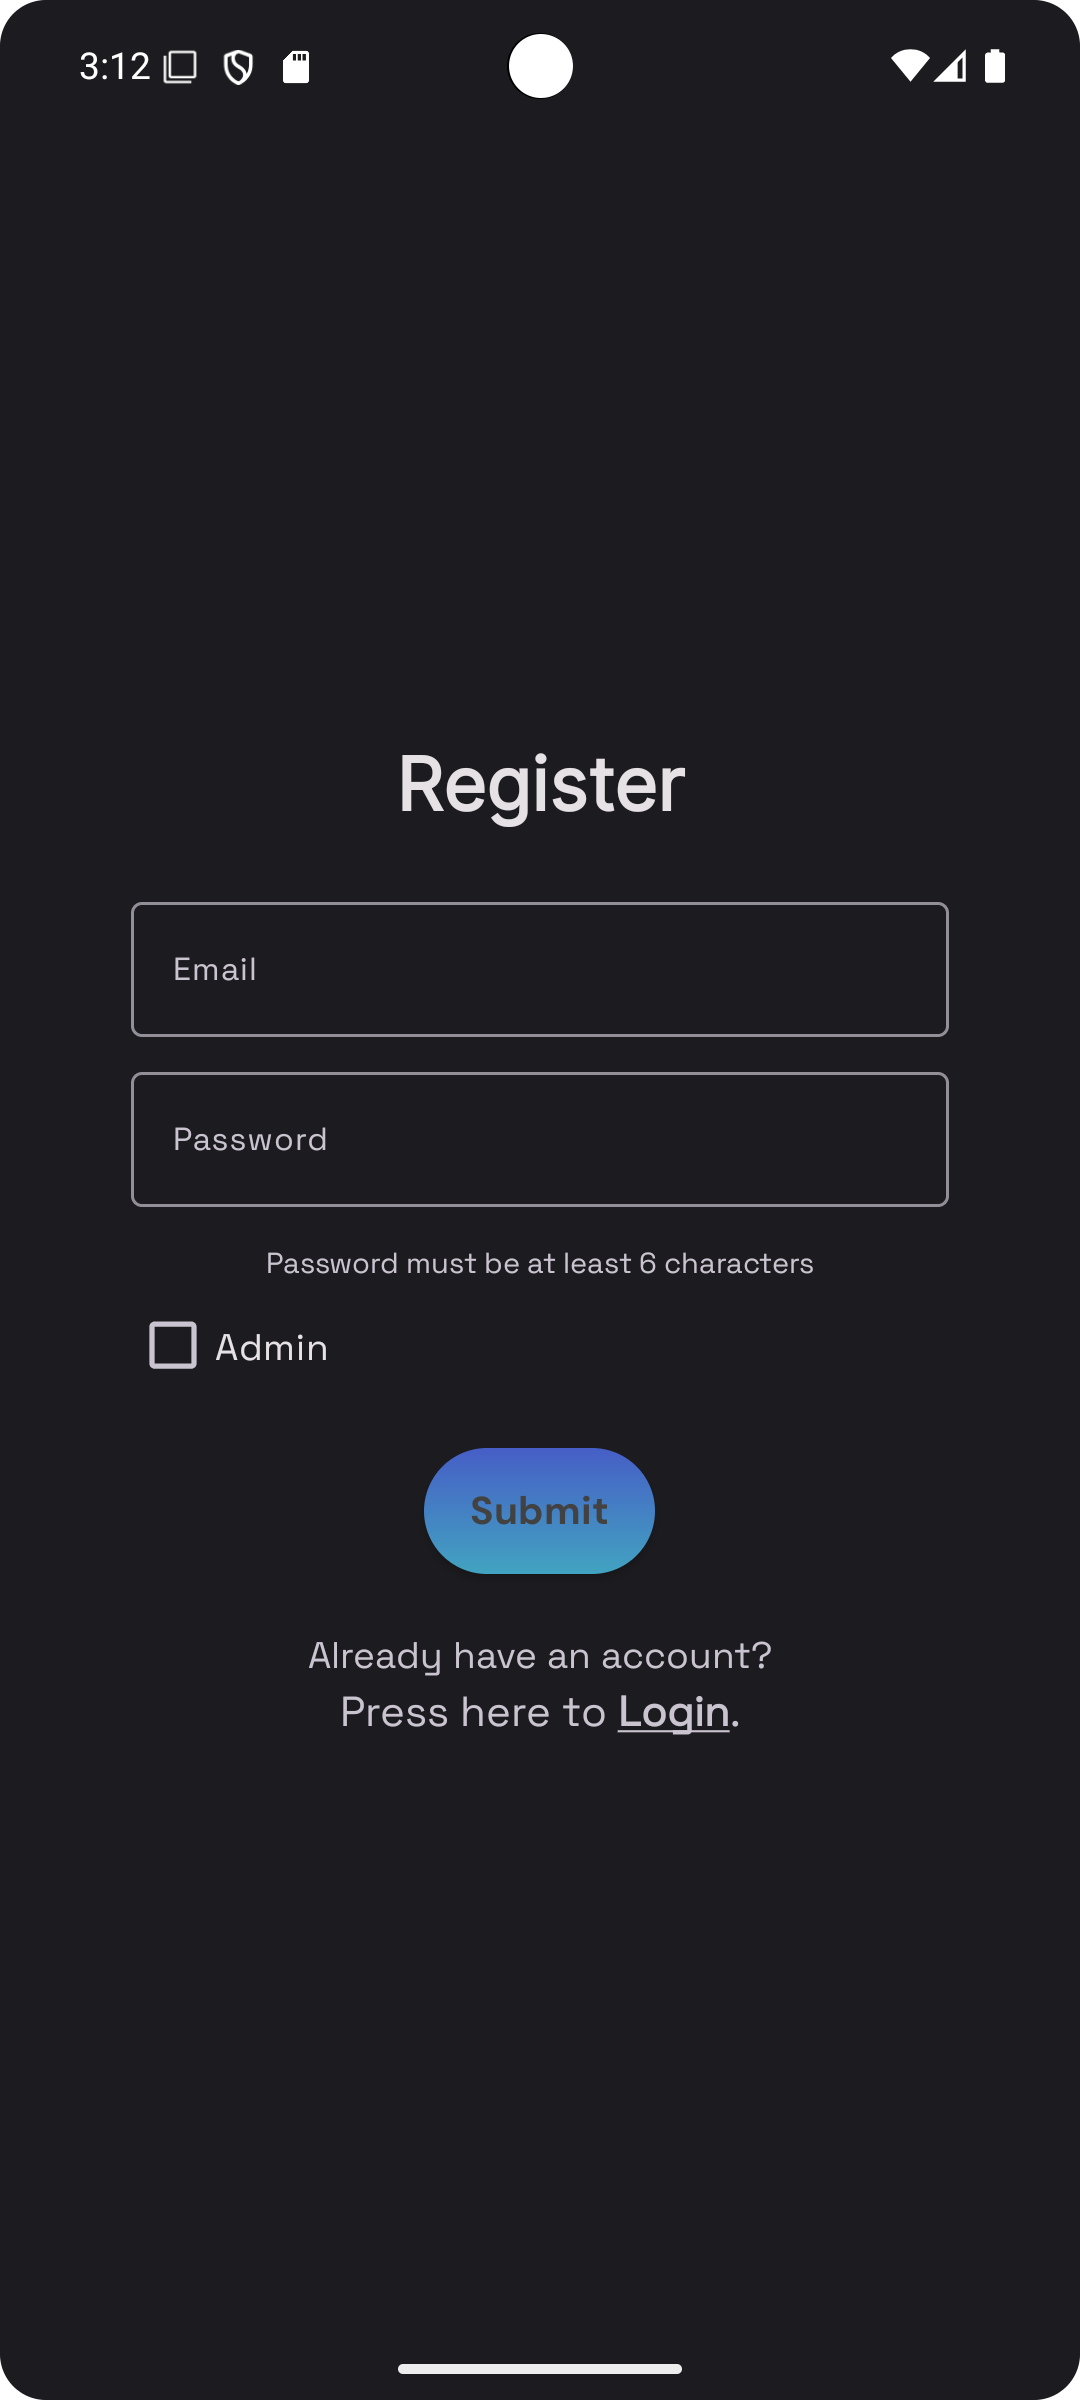 3:12
Register
Email
Password
Password must be at least 6 characters
Admin
Submit
Already have an account?
Press here to Login.